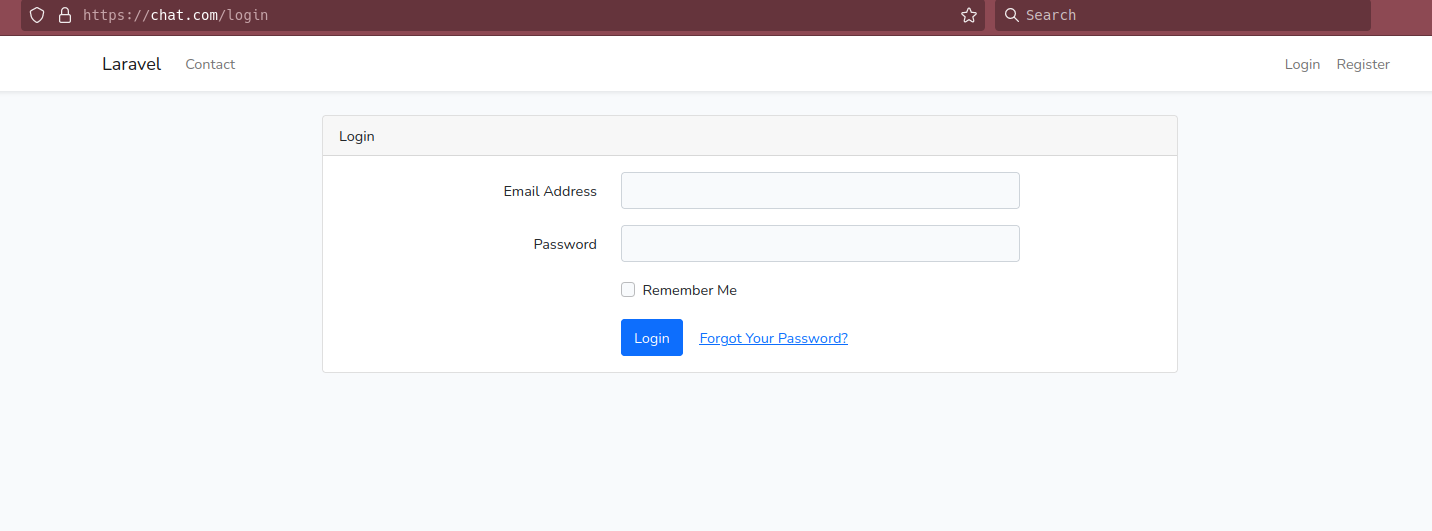 https://chat.com/login
Search
Laravel Contact Login Register
Login
Email Address
Password
Remember Me
Login Forgot Your Password?